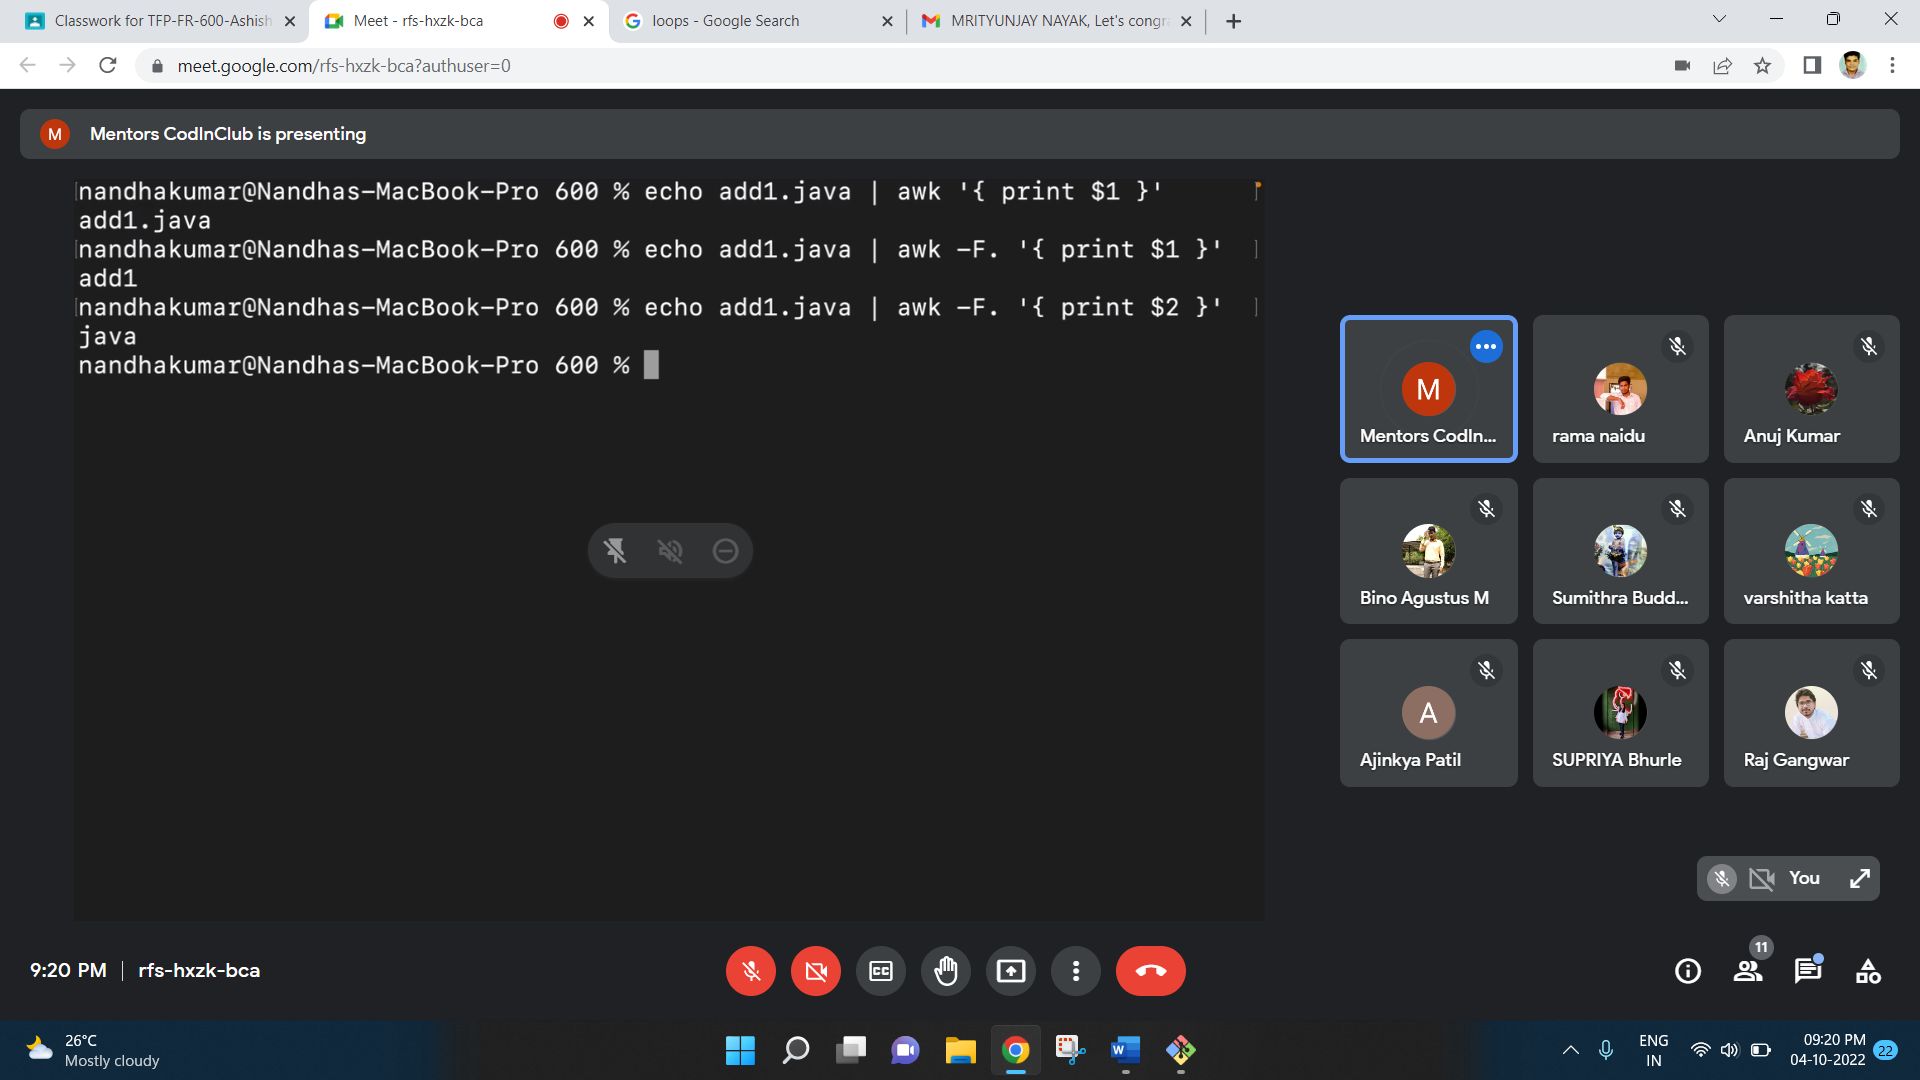 Classwork for TFP-FR-600-Ashish
Meet - rfs-hxzk-bca
loops - Google Search
MRITYUNJAY NAYAK, Let's congr
meet.google.com/rfs-hxzk-bca?authuser=0
M
Mentors CodInClub is presenting
nandhakumar@Nandhas-MacBook-Pro 600 % echo add1.java | awk '{ print $1 }'
add1.java
nandhakumar@Nandhas-MacBook-Pro 600 % echo add1.java | awk -F. '{ print $1 }'
add1
nandhakumar@Nandhas-MacBook-Pro 600 % echo add1.java | awk -F. '{ print $2 }'
java
nandhakumar@Nandhas-MacBook-Pro 600 %
M
Mentors CodIn...
rama naidu
Anuj Kumar
Bino Agustus M
Sumithra Budd...
varshitha katta
A
Ajinkya Patil
SUPRIYA Bhurle
Raj Gangwar
You
9:20 PM | rfs-hxzk-bca
CC
11
26°C
Mostly cloudy
W
ENG
IN
09:20 PM
04-10-2022
22